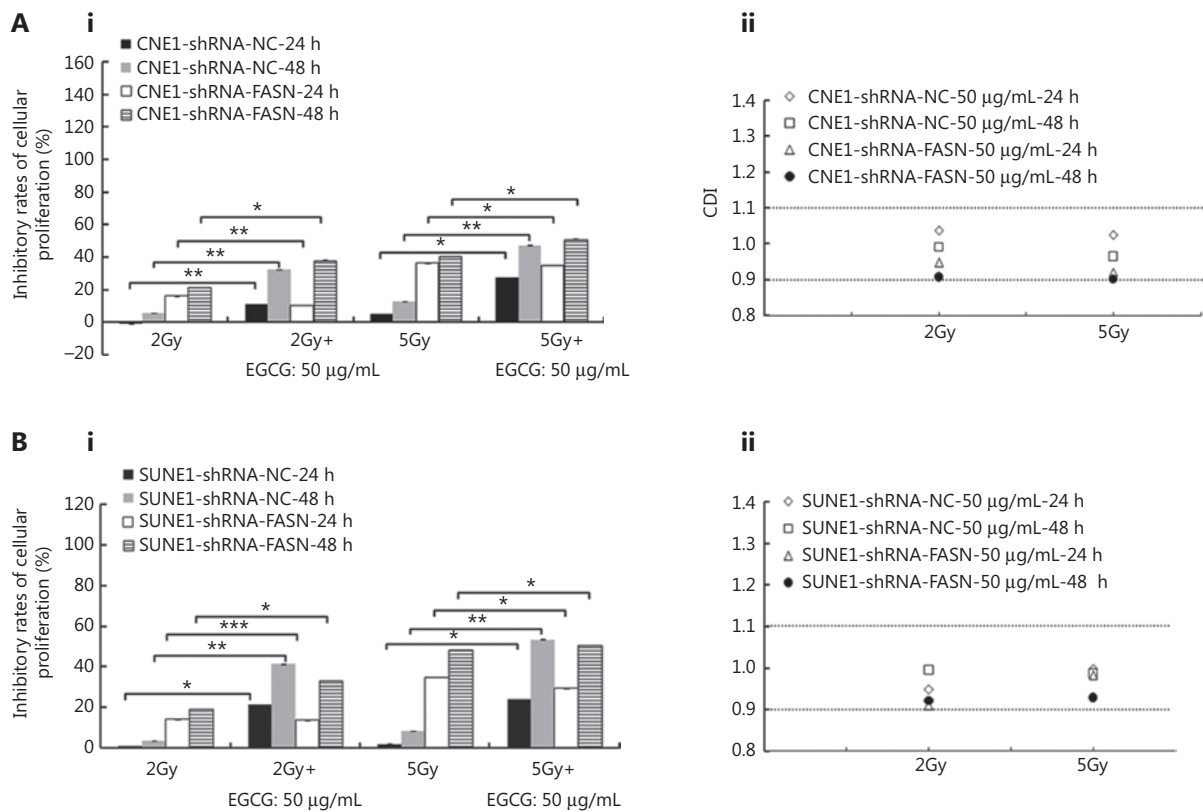 A i ii
CNE1-shRNA-NC-24 h
CNE1-shRNA-NC-48 h
CNE1-shRNA-FASN-24 h
CNE1-shRNA-FASN-48 h
Inhibitory rates of cellular
proliferation (%)
160
140
120
100
80
60
40
20
0
–20
** ** ** * * ** * *
2Gy 2Gy+ 5Gy 5Gy+
EGCG: 50 μg/mL EGCG: 50 μg/mL
CNE1-shRNA-NC-50 μg/mL-24 h
CNE1-shRNA-NC-50 μg/mL-48 h
CNE1-shRNA-FASN-50 μg/mL-24 h
CNE1-shRNA-FASN-50 μg/mL-48 h
CDI
1.4
1.3
1.2
1.1
1.0
0.9
0.8
2Gy 5Gy
B i ii
SUNE1-shRNA-NC-24 h
SUNE1-shRNA-NC-48 h
SUNE1-shRNA-FASN-24 h
SUNE1-shRNA-FASN-48 h
Inhibitory rates of cellular
proliferation (%)
120
100
80
60
40
20
0
* ** *** * * ** * *
2Gy 2Gy+ 5Gy 5Gy+
EGCG: 50 μg/mL EGCG: 50 μg/mL
SUNE1-shRNA-NC-50 μg/mL-24 h
SUNE1-shRNA-NC-50 μg/mL-48 h
SUNE1-shRNA-FASN-50 μg/mL-24 h
SUNE1-shRNA-FASN-50 μg/mL-48 h
1.4
1.3
1.2
1.1
1.0
0.9
0.8
2Gy 5Gy